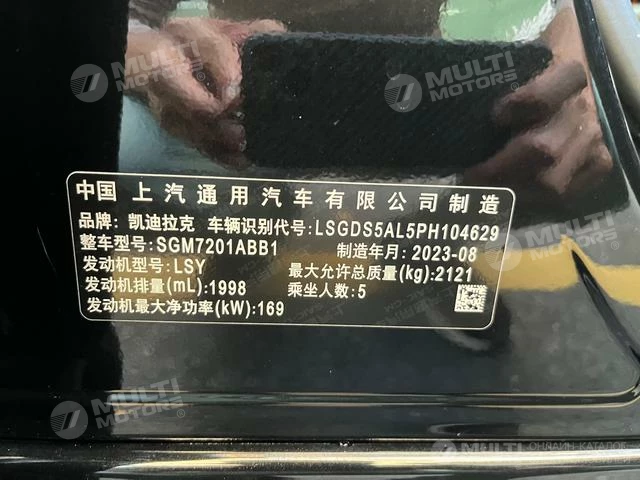 MULTI
MOTORS®
MULTI
MOTORS®
中国 上汽通用汽车有限公司制造
品牌: 凯迪拉克 车辆识别代号:LSGDS5AL5PH104629
整车型号:SGM7201ABB1 制造年月:2023-08
发动机型号:LSY 最大允许总质量(kg):2121
发动机排量(mL):1998 乘坐人数:5
发动机最大净功率(kW):169
MULTI
MOTORS®
MULTI
ОНЛАЙН-КАТАЛОГ